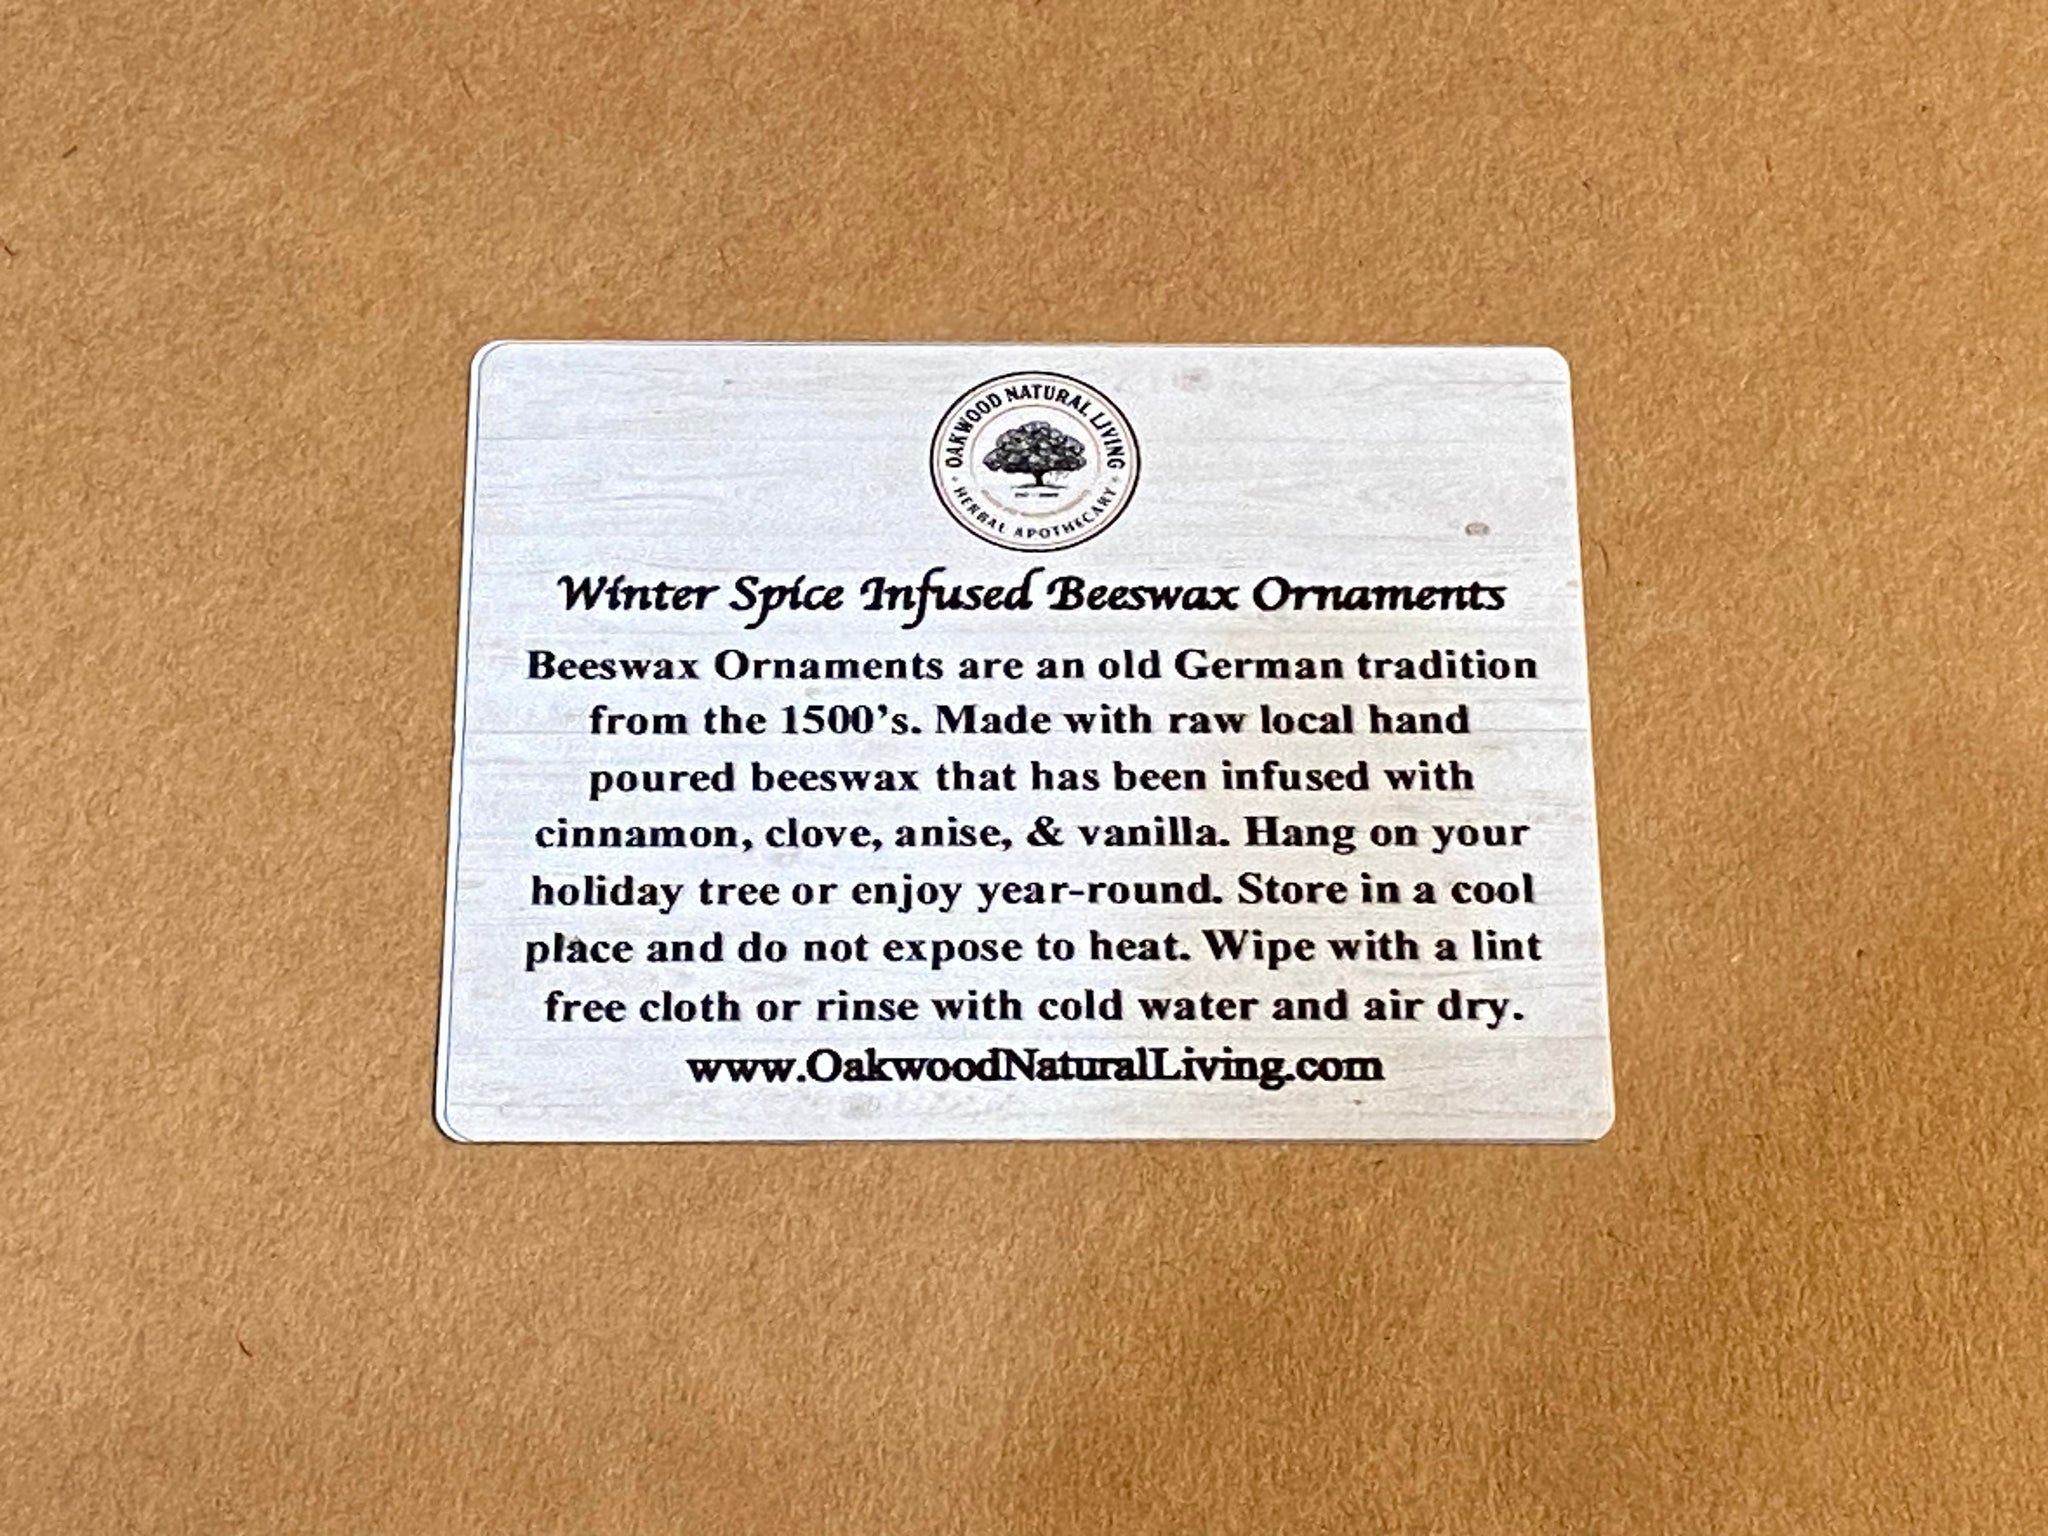 OAKWOOD NATURAL LIVING
HERBAL APOTHECARY
Winter Spice Infused Beeswax Ornaments
Beeswax Ornaments are an old German tradition
from the 1500's. Made with raw local hand
poured beeswax that has been infused with
cinnamon, clove, anise, & vanilla. Hang on your
holiday tree or enjoy year-round. Store in a cool
place and do not expose to heat. Wipe with a lint
free cloth or rinse with cold water and air dry.
www.OakwoodNaturalLiving.com